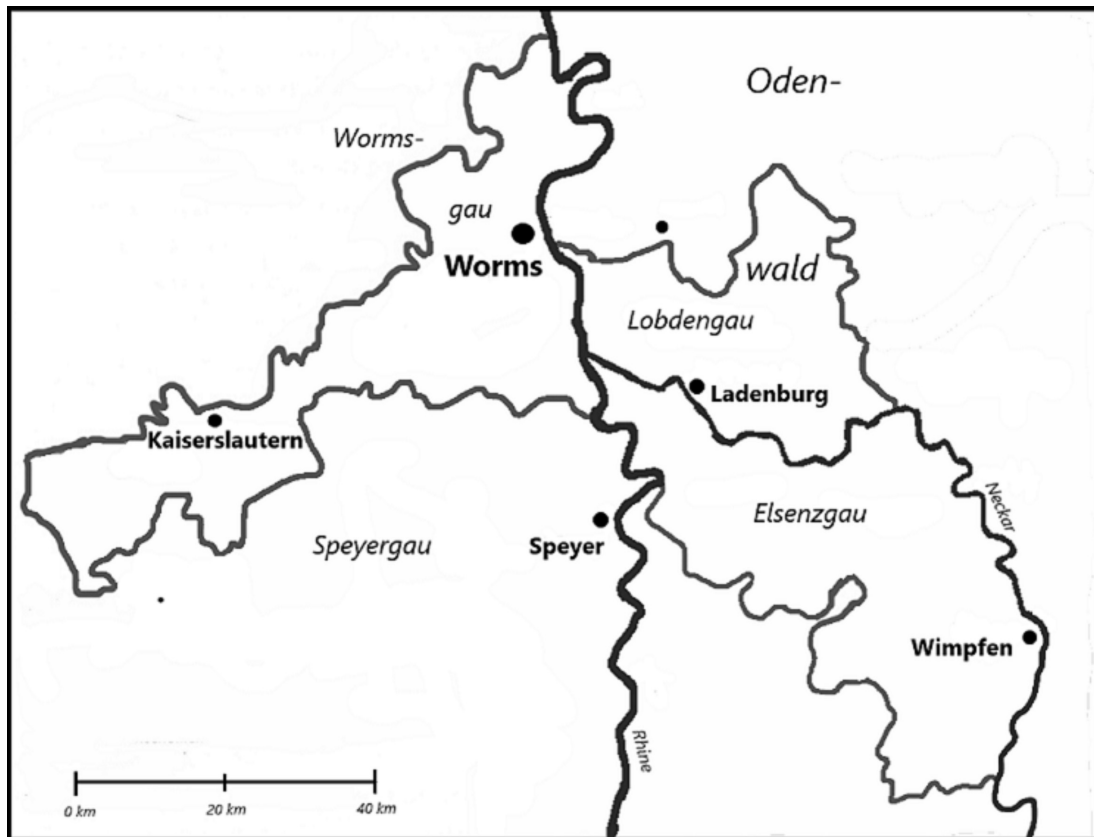 Oden-
Worms-
gau
Worms
wald
Lobdengau
Ladenburg
Kaiserslautern
Neckar
Elsenzgau
Speyergau
Speyer
Wimpfen
Rhine
0 km
20 km
40 km